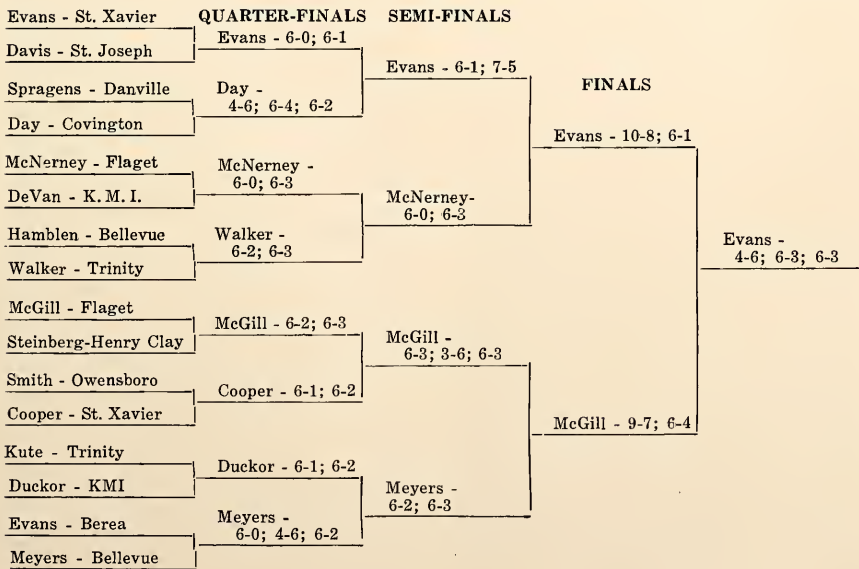 Evans - St. Xavier
Davis - St. Joseph
Spragens - Danville
Day - Covington
McNerney - Flaget
DeVan - K. M. I.
Hamblen - Bellevue
Walker - Trinity
McGill - Flaget
Steinberg-Henry Clay
Smith - Owensboro
Cooper - St. Xavier
Kute - Trinity
Duckor - KMI
Evans - Berea
Meyers - Bellevue
QUARTER-FINALS
Evans - 6-0; 6-1
Day -
4-6; 6-4; 6-2
McNerney -
6-0; 6-3
Walker -
6-2; 6-3
McGill - 6-2; 6-3
Cooper - 6-1; 6-2
Duckor - 6-1; 6-2
Meyers -
6-0; 4-6; 6-2
SEMI-FINALS
Evans - 6-1; 7-5
McNerney-
6-0; 6-3
McGill -
6-3; 3-6; 6-3
Meyers -
6-2; 6-3
FINALS
Evans - 10-8; 6-1
McGill - 9-7; 6-4
Evans -
4-6; 6-3; 6-3